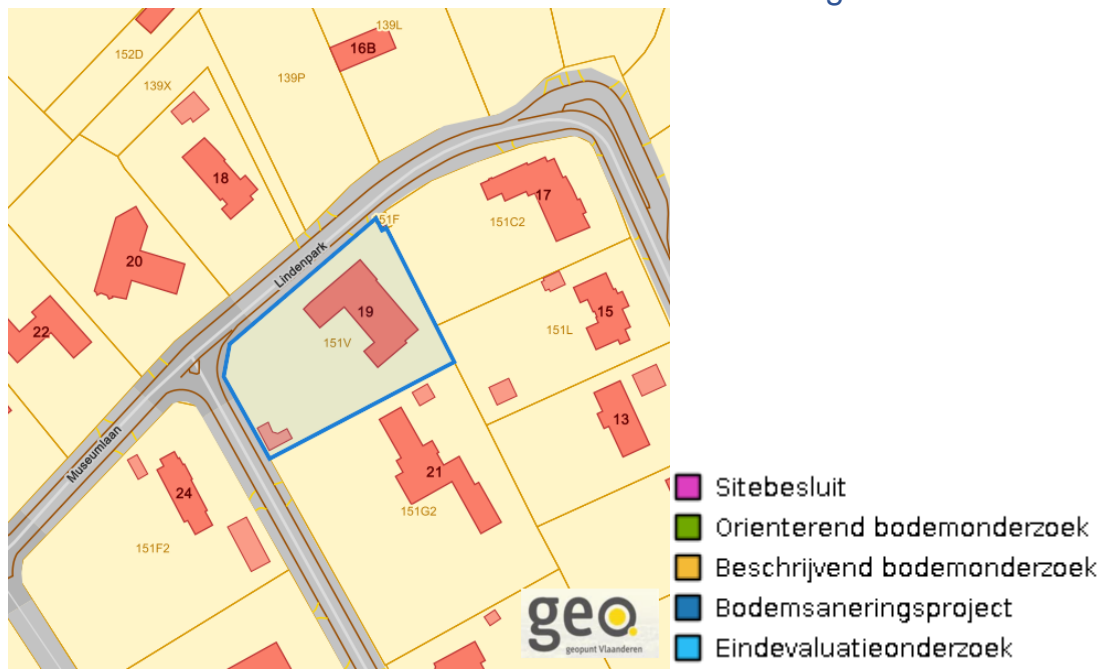 139L
16B
152D
139P
139X
18
17
151F
151C2
20
Lindenpark
19
15
22
151V
151L
13
Museumlaan
21
24
151G2
151F2
geo.
geopunt Vlaanderen
Sitebesluit
Orienterend bodemonderzoek
Beschrijvend bodemonderzoek
Bodemsaneringsproject
Eindevaluatieonderzoek